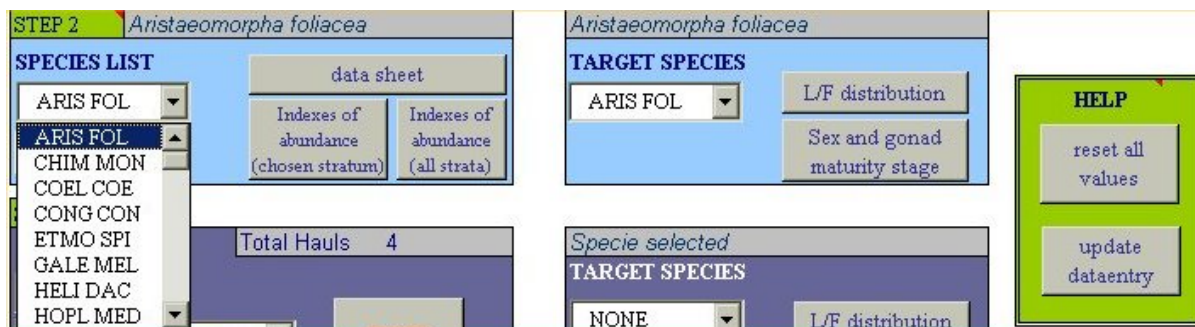 STEP 2 Aristaeomorpha foliacea
SPECIES LIST
ARIS FOL
data sheet
Indexes of
abundance
(chosen stratum)
Indexes of
abundance
(all strata)
ARIS FOL
CHIM MON
COEL COE
CONG CON
ETMO SPI
GALE MEL
HELI DAC
HOPL MED
Total Hauls 4
Aristaeomorpha foliacea
TARGET SPECIES
ARIS FOL
L/F distribution
Sex and gonad
maturity stage
Specie selected
TARGET SPECIES
NONE
L/F distribution
HELP
reset all
values
update
dataentry